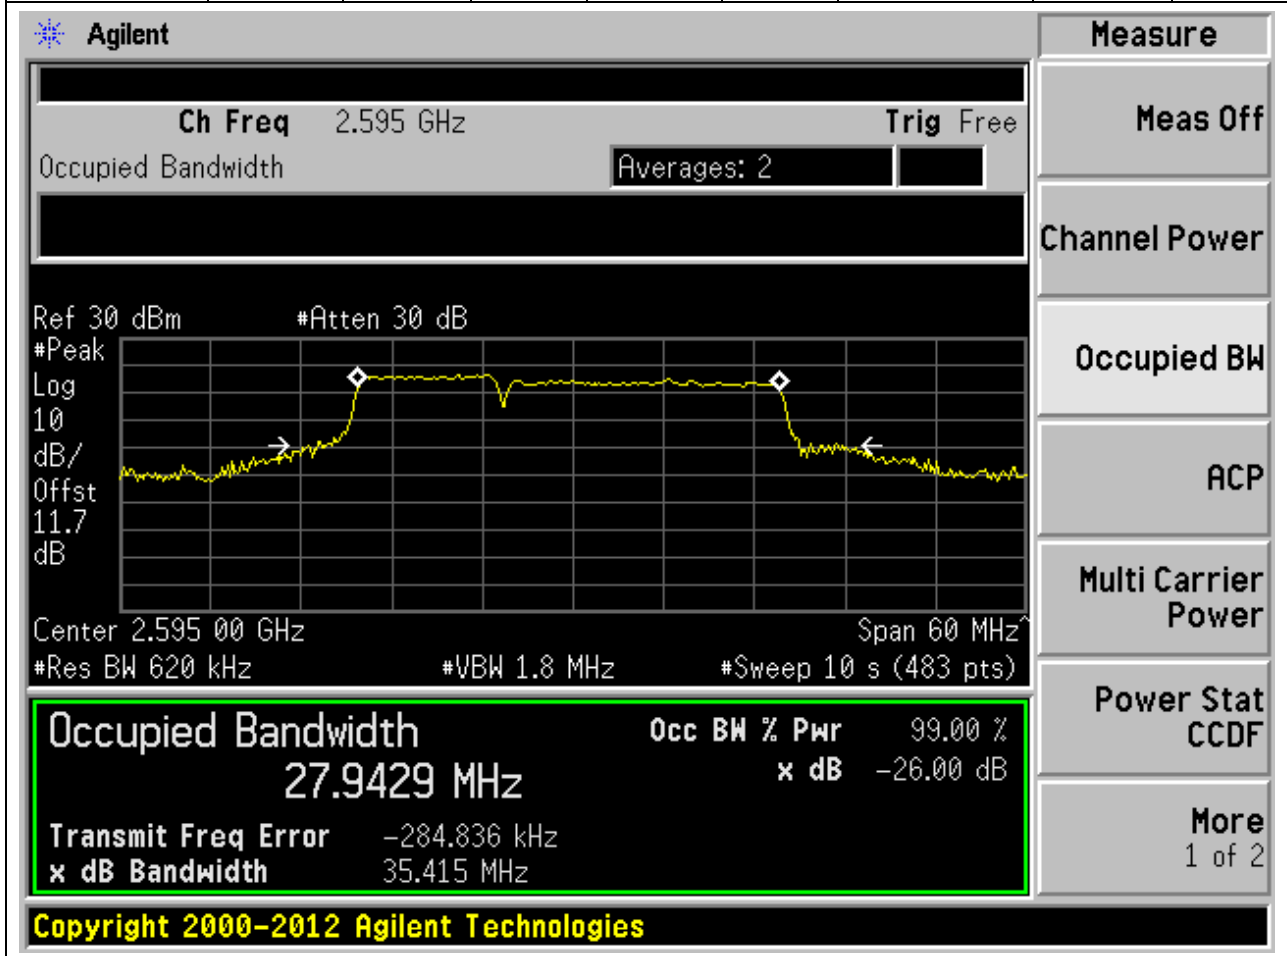 Agilent
Measure
Ch Freq 2.595 GHz Trig Free
Meas Off
Occupied Bandwidth Averages: 2
Channel Power
Ref 30 dBm #Atten 30 dB
#Peak
Log
10
dB/
Offst
11.7
dB
Occupied BW
ACP
Center 2.595 00 GHz Span 60 MHz^
#Res BW 620 kHz #VBW 1.8 MHz #Sweep 10 s (483 pts)
Multi Carrier
Power
Occupied Bandwidth Occ BW % Pwr 99.00 %
27.9429 MHz x dB -26.00 dB
Transmit Freq Error -284.836 kHz
x dB Bandwidth 35.415 MHz
Power Stat
CCDF
More
1 of 2
Copyright 2000-2012 Agilent Technologies